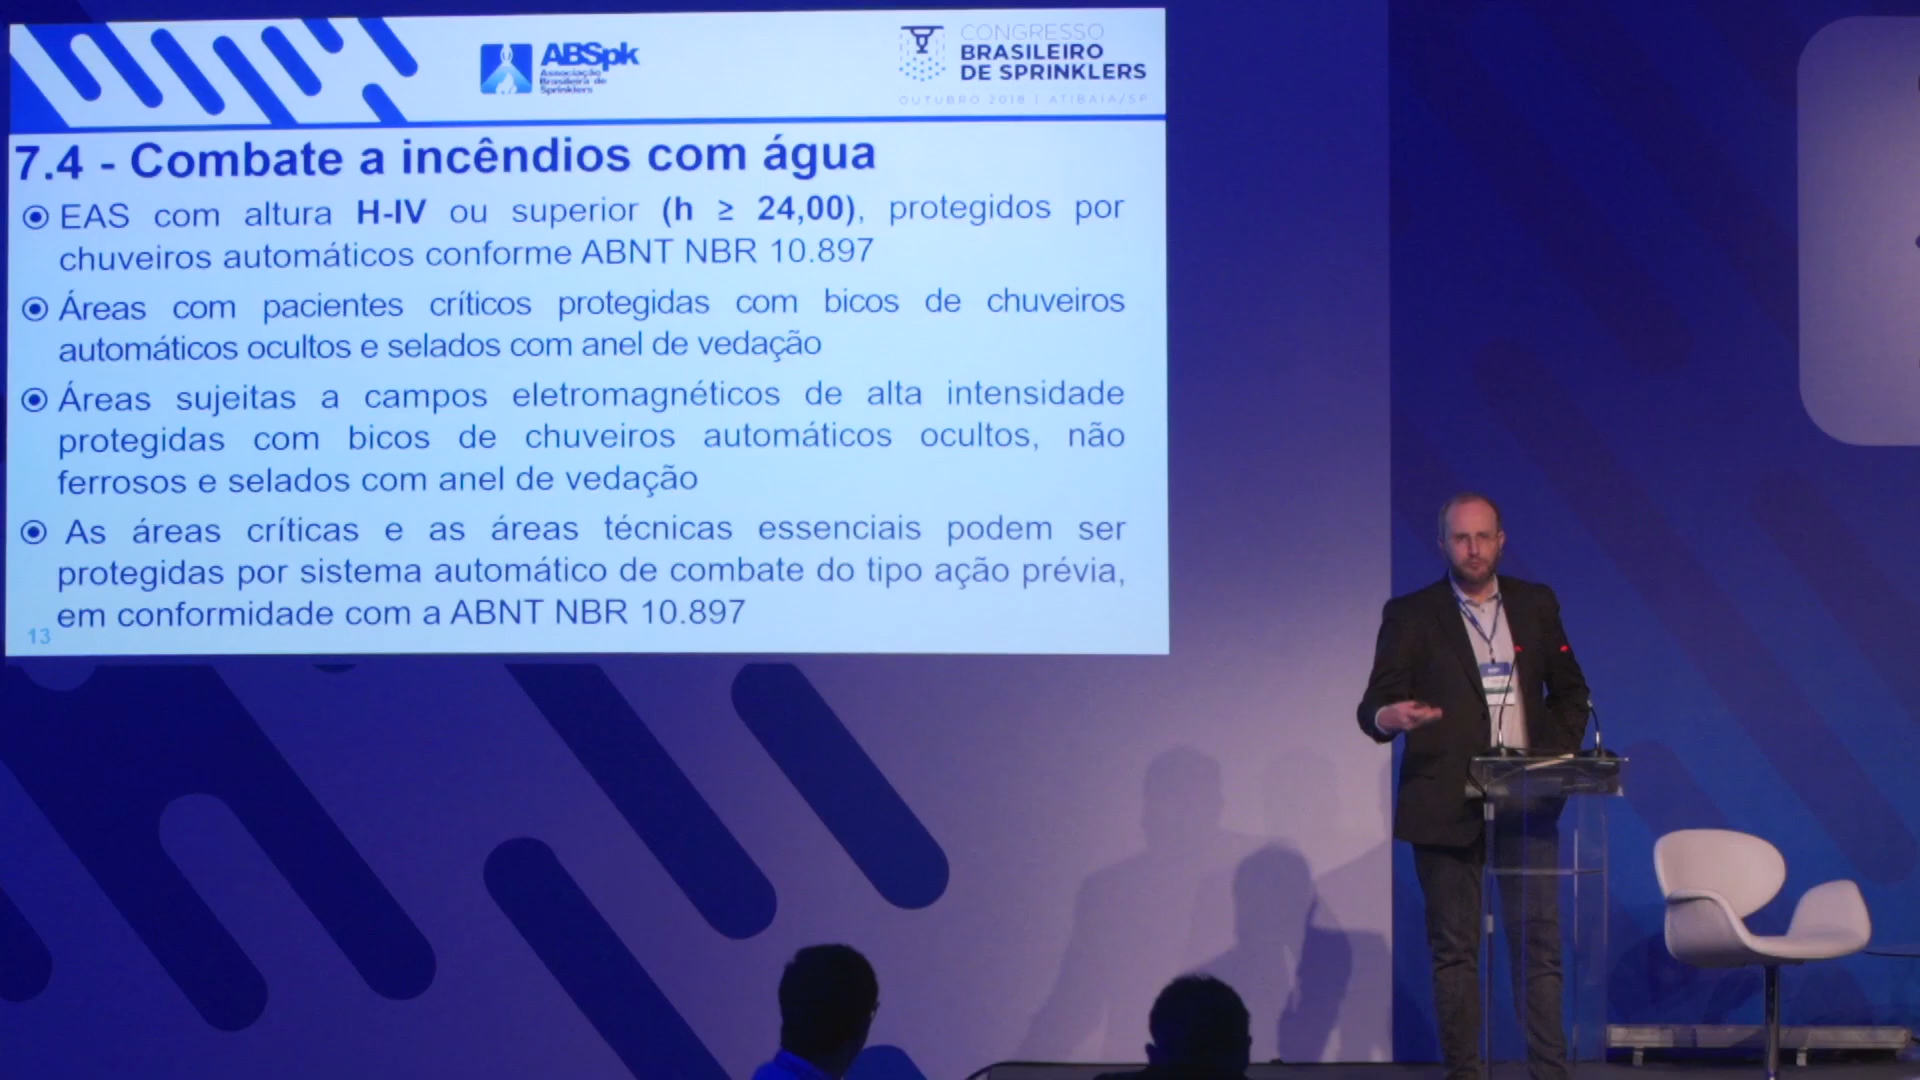 ABSpk
Associação
Brasileira de
Sprinklers
CONGRESSO
BRASILEIRO
DE SPRINKLERS
OUTUBRO 2018 | ATIBAIA/SP
7.4 - Combate a incêndios com água
EAS com altura H-IV ou superior (h ≥ 24,00), protegidos por
chuveiros automáticos conforme ABNT NBR 10.897
Áreas com pacientes críticos protegidas com bicos de chuveiros
automáticos ocultos e selados com anel de vedação
Áreas sujeitas a campos eletromagnéticos de alta intensidade
protegidas com bicos de chuveiros automáticos ocultos, não
ferrosos e selados com anel de vedação
As áreas críticas e as áreas técnicas essenciais podem ser
protegidas por sistema automático de combate do tipo ação prévia,
em conformidade com a ABNT NBR 10.897
13